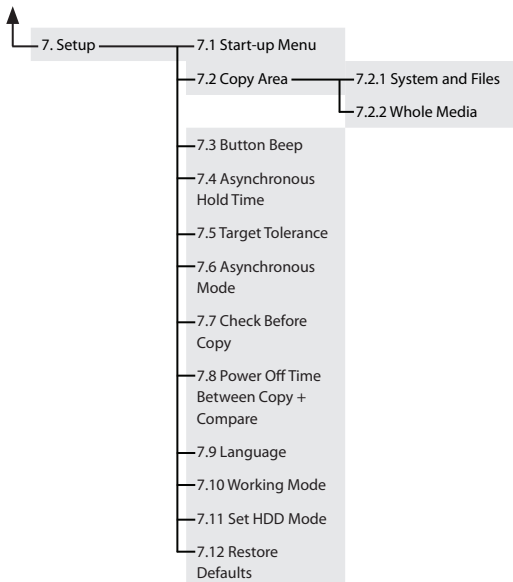 7. Setup
7.1 Start-up Menu
7.2 Copy Area
7.2.1 System and Files
7.2.2 Whole Media
7.3 Button Beep
7.4 Asynchronous
Hold Time
7.5 Target Tolerance
7.6 Asynchronous
Mode
7.7 Check Before
Copy
7.8 Power Off Time
Between Copy +
Compare
7.9 Language
7.10 Working Mode
7.11 Set HDD Mode
7.12 Restore
Defaults